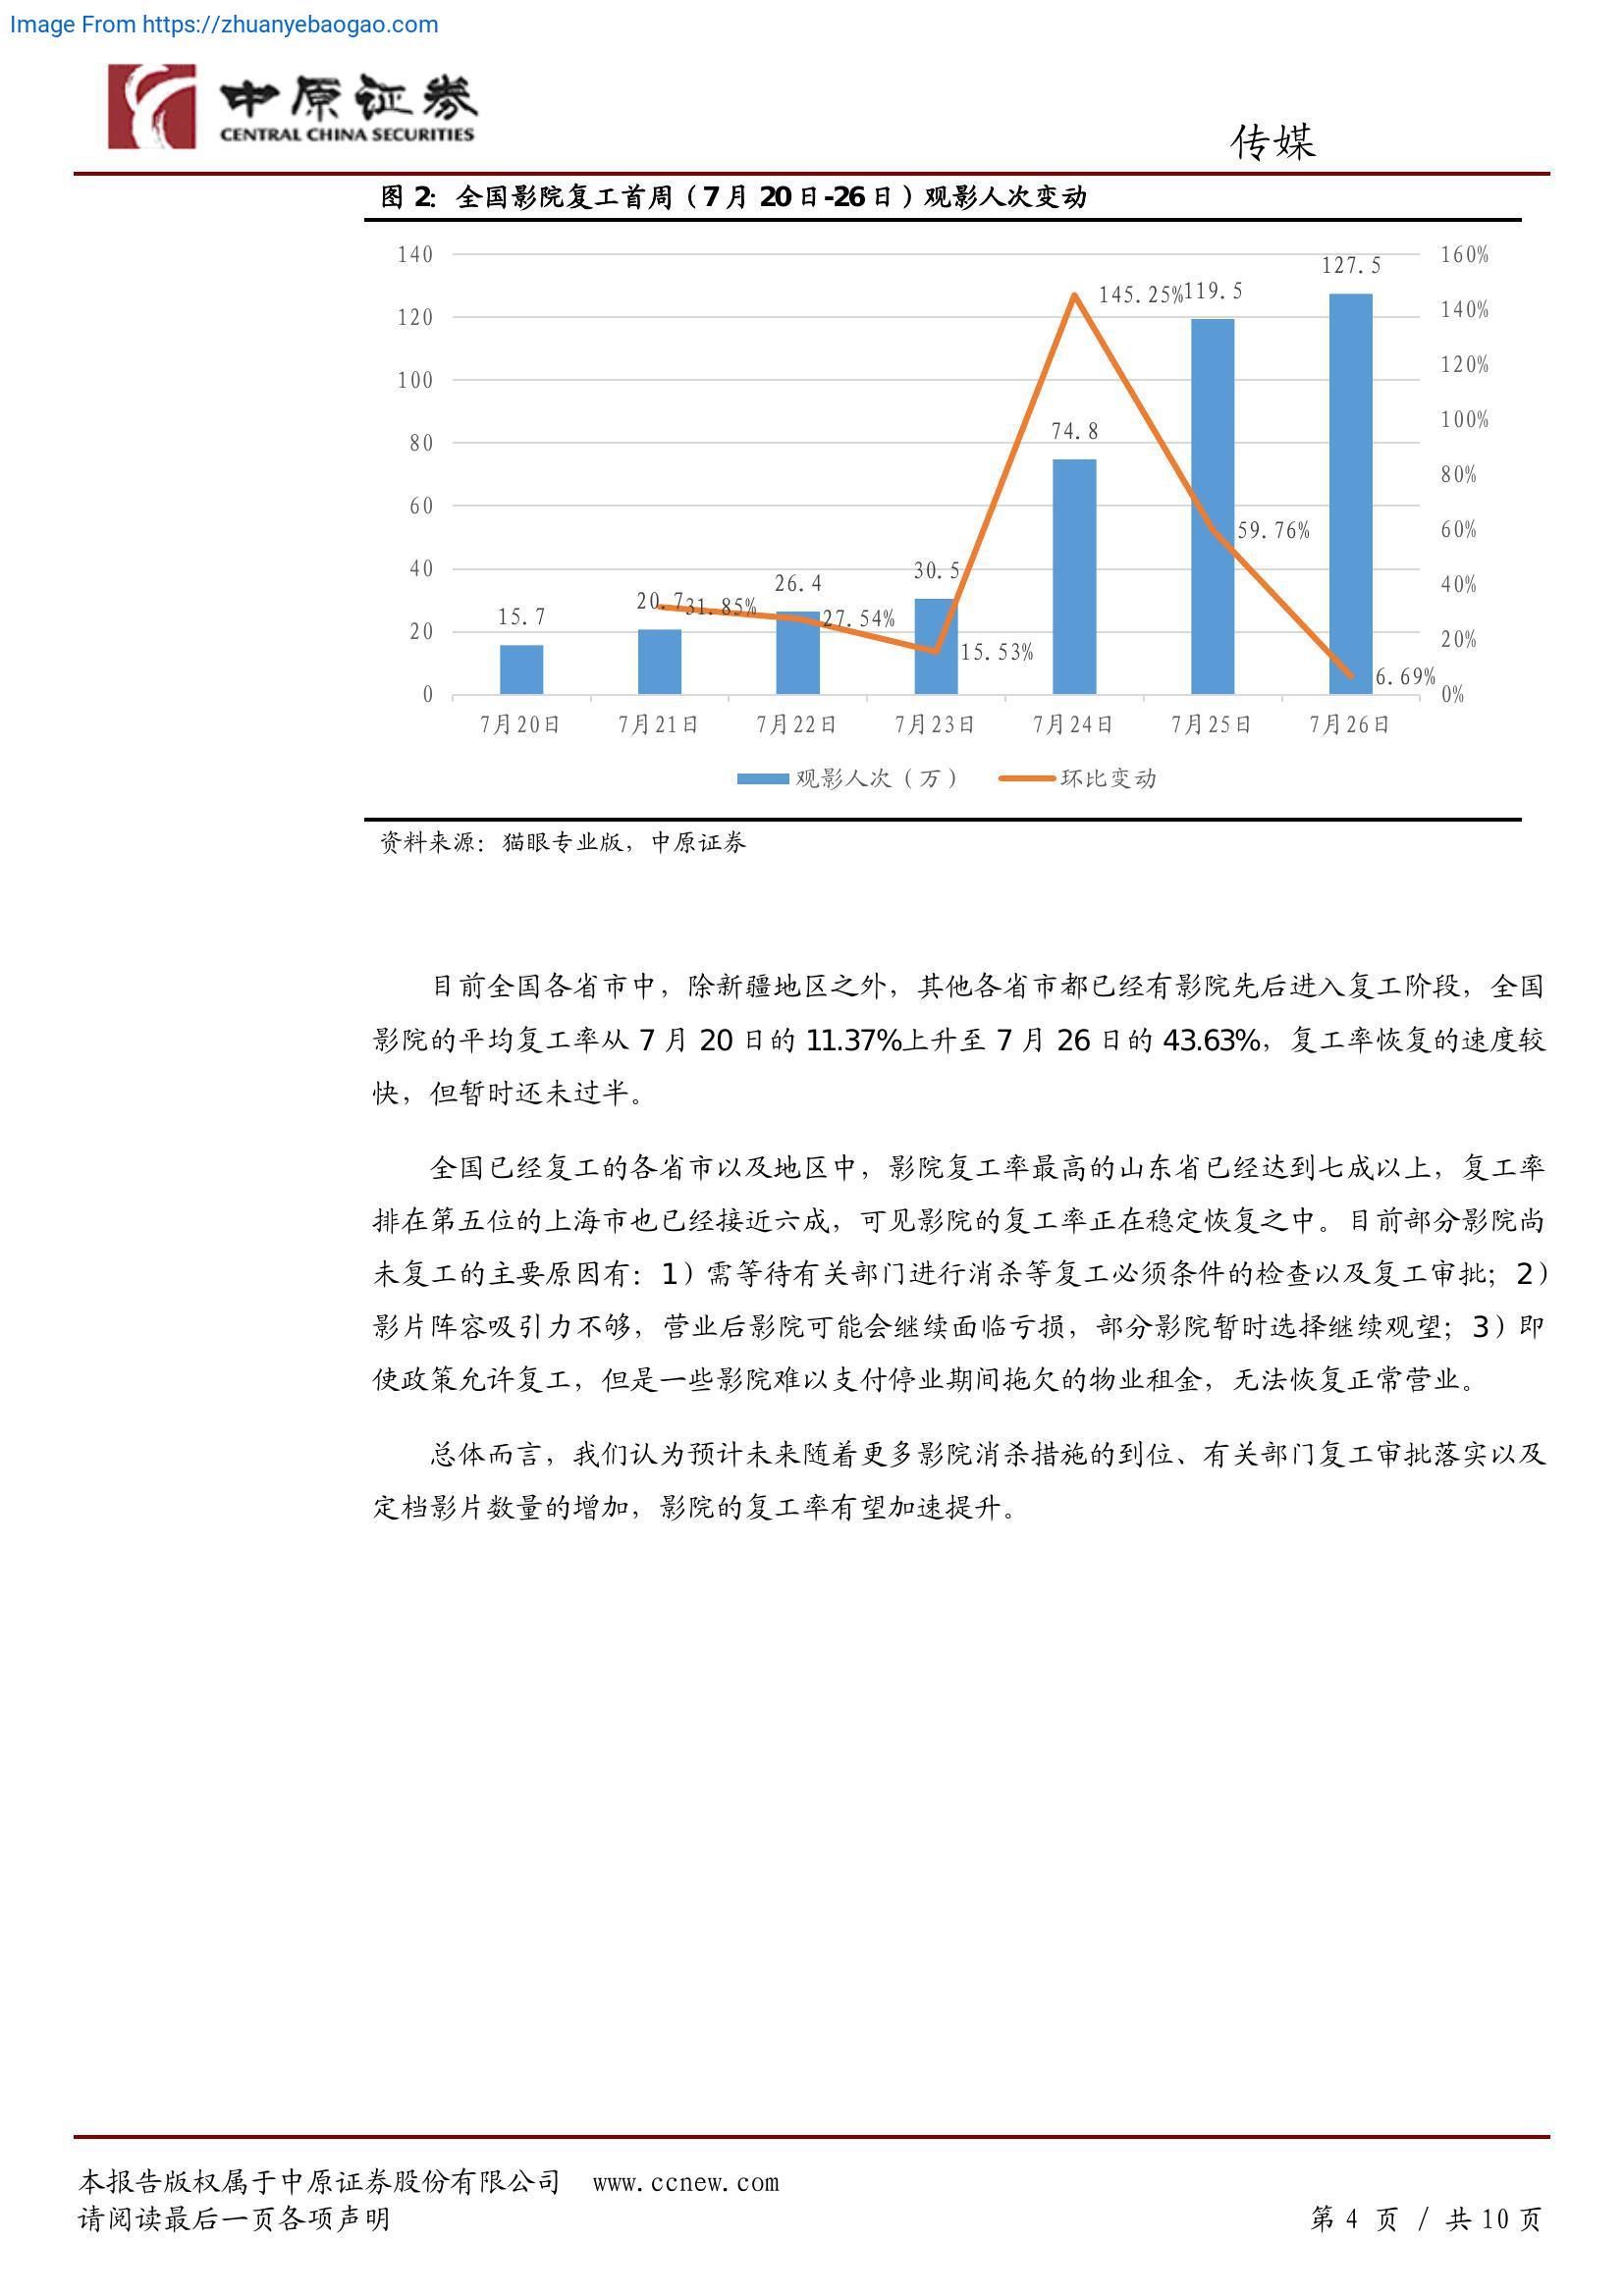 Image From https://zhuanyebaogao.com
中原证券
CENTRAL CHINA SECURITIES
传媒
图 2：全国影院复工首周（7 月 20 日-26 日）观影人次变动
140
120
100
80
60
40
20
0
160%
140%
120%
100%
80%
60%
40%
20%
0%
15.7
20.7
26.4
30.5
74.8
119.5
127.5
31.85%
27.54%
15.53%
145.25%
59.76%
6.69%
7月20日 7月21日 7月22日 7月23日 7月24日 7月25日 7月26日
观影人次（万） 环比变动
资料来源：猫眼专业版，中原证券
目前全国各省市中，除新疆地区之外，其他各省市都已经有影院先后进入复工阶段，全国
影院的平均复工率从 7 月 20 日的 11.37%上升至 7 月 26 日的 43.63%，复工率恢复的速度较
快，但暂时还未过半。
全国已经复工的各省市以及地区中，影院复工率最高的山东省已经达到七成以上，复工率
排在第五位的上海市也已经接近六成，可见影院的复工率正在稳定恢复之中。目前部分影院尚
未复工的主要原因有：1）需等待有关部门进行消杀等复工必须条件的检查以及复工审批；2）
影片阵容吸引力不够，营业后影院可能会继续面临亏损，部分影院暂时选择继续观望；3）即
使政策允许复工，但是一些影院难以支付停业期间拖欠的物业租金，无法恢复正常营业。
总体而言，我们认为预计未来随着更多影院消杀措施的到位、有关部门复工审批落实以及
定档影片数量的增加，影院的复工率有望加速提升。
本报告版权属于中原证券股份有限公司 www.ccnew.com
请阅读最后一页各项声明
第 4 页 / 共 10 页